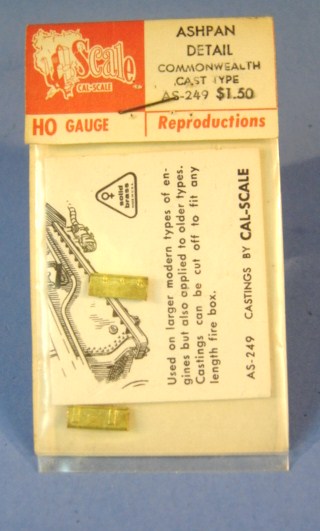 Scale
CAL-SCALE
ASHPAN
DETAIL
COMMONWEALTH
CAST TYPE
AS-249 $1.50
HO GAUGE
Reproductions
solid
brass
Used on larger modern types of en-
gines but also applied to older types.
Castings can be cut off to fit any
length fire box.
AS-249 CASTINGS BY CAL-SCALE